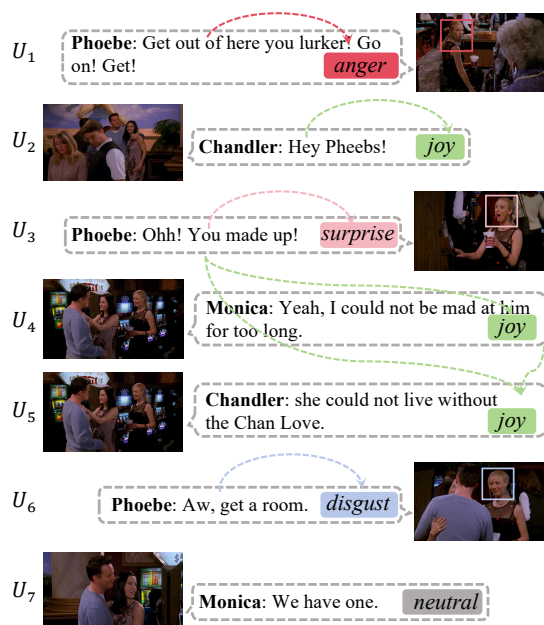 U1
Phoebe: Get out of here you lurker! Go
on! Get!
anger
U2
Chandler: Hey Pheebs!
joy
U3
Phoebe: Ohh! You made up!
surprise
U4
Monica: Yeah, I could not be mad at him
for too long.
joy
U5
Chandler: she could not live without
the Chan Love.
joy
U6
Phoebe: Aw, get a room.
disgust
U7
Monica: We have one.
neutral